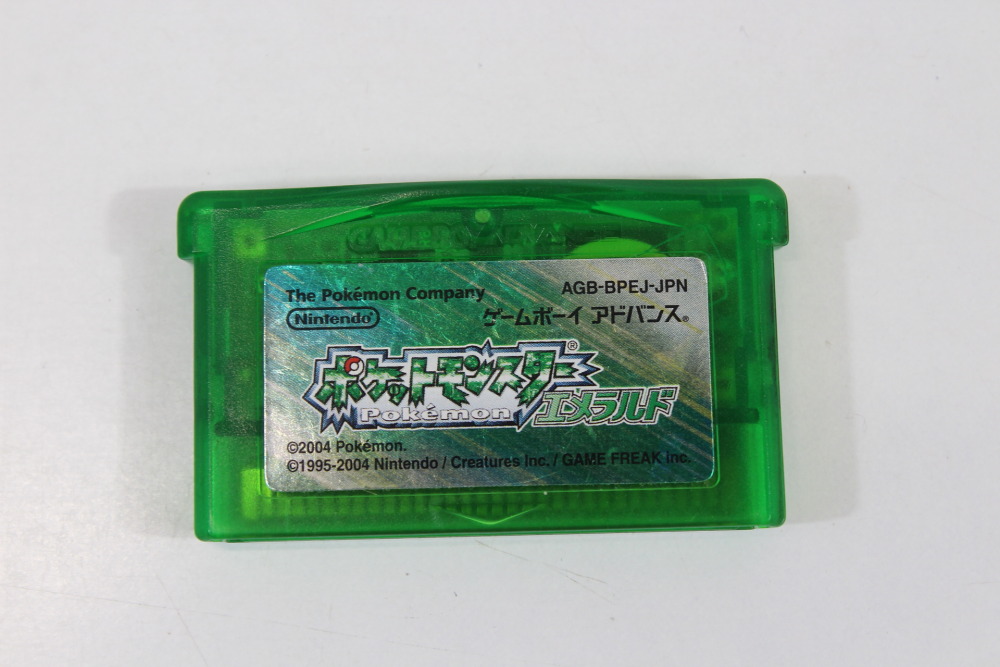 The Pokémon Company
Nintendo®
AGB-BPEJ-JPN
ゲームボーイ アドバンス®
ポケットモンスター®
Pokémon
エメラルド
©2004 Pokémon.
©1995-2004 Nintendo / Creatures inc. / GAME FREAK inc.